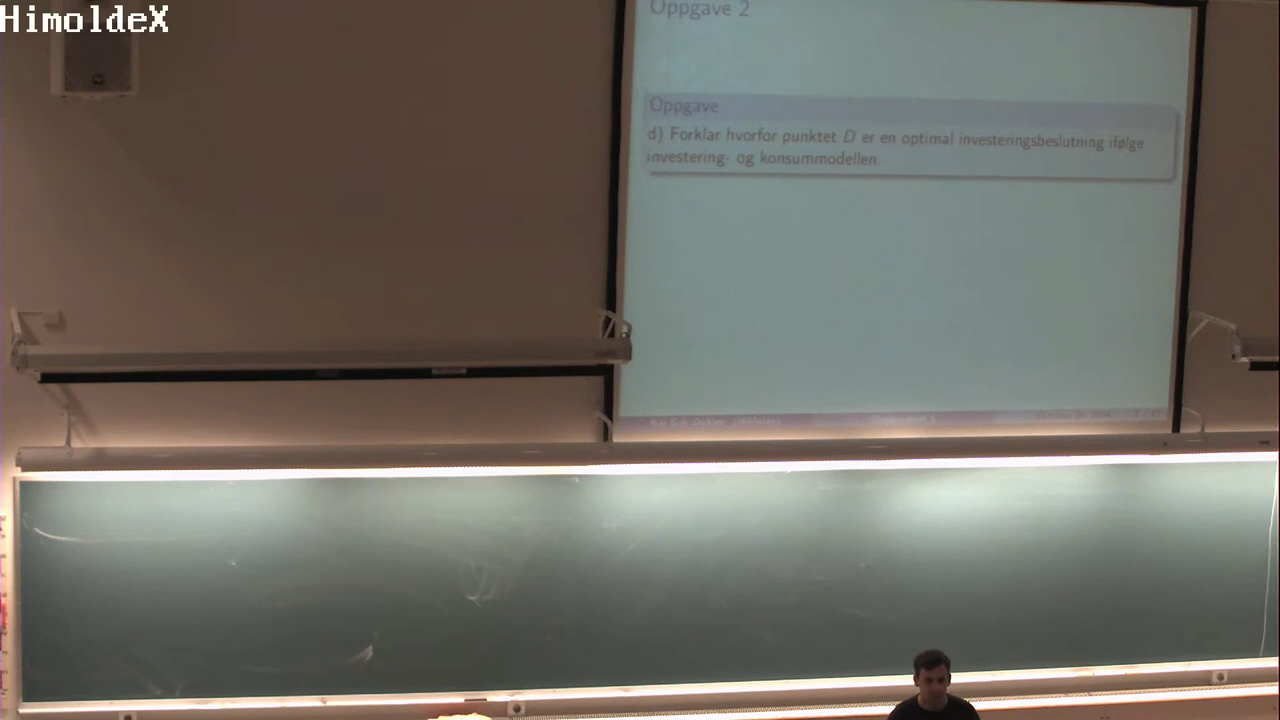 HimoldeX
Oppgave 2
Oppgave
d) Forklar hvorfor punktet D er en optimal investeringsbeslutning ifølge
investering- og konsummodellen.